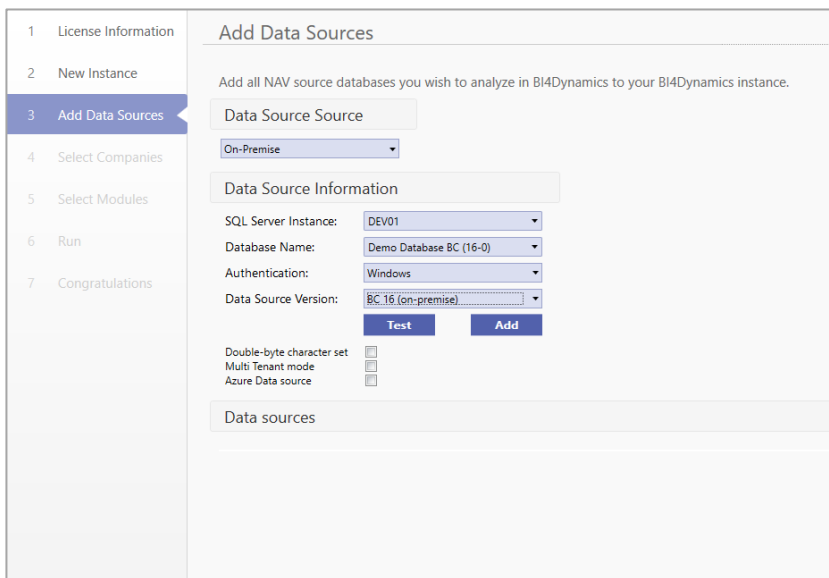 1 License Information
2 New Instance
3 Add Data Sources
4 Select Companies
5 Select Modules
6 Run
7 Congratulations
Add Data Sources
Add all NAV source databases you wish to analyze in BI4Dynamics to your BI4Dynamics instance.
Data Source Source
On-Premise
Data Source Information
SQL Server Instance: DEV01
Database Name: Demo Database BC (16-0)
Authentication: Windows
Data Source Version: BC 16 (on-premise)
Test Add
Double-byte character set
Multi Tenant mode
Azure Data source
Data sources